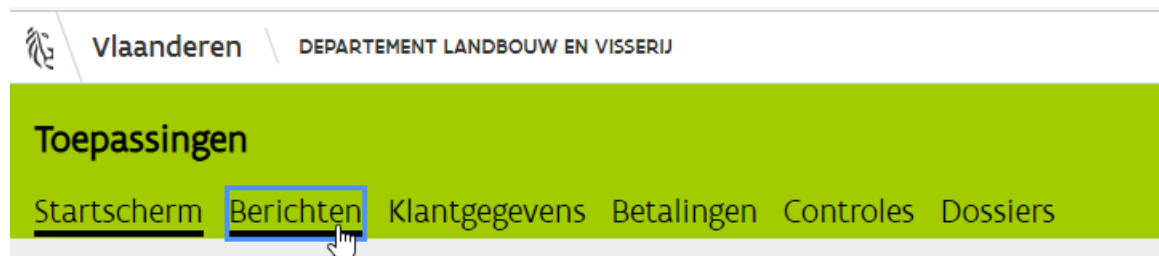 Vlaanderen DEPARTEMENT LANDBOUW EN VISSERIJ
Toepassingen
Startscherm Berichten Klantgegevens Betalingen Controles Dossiers